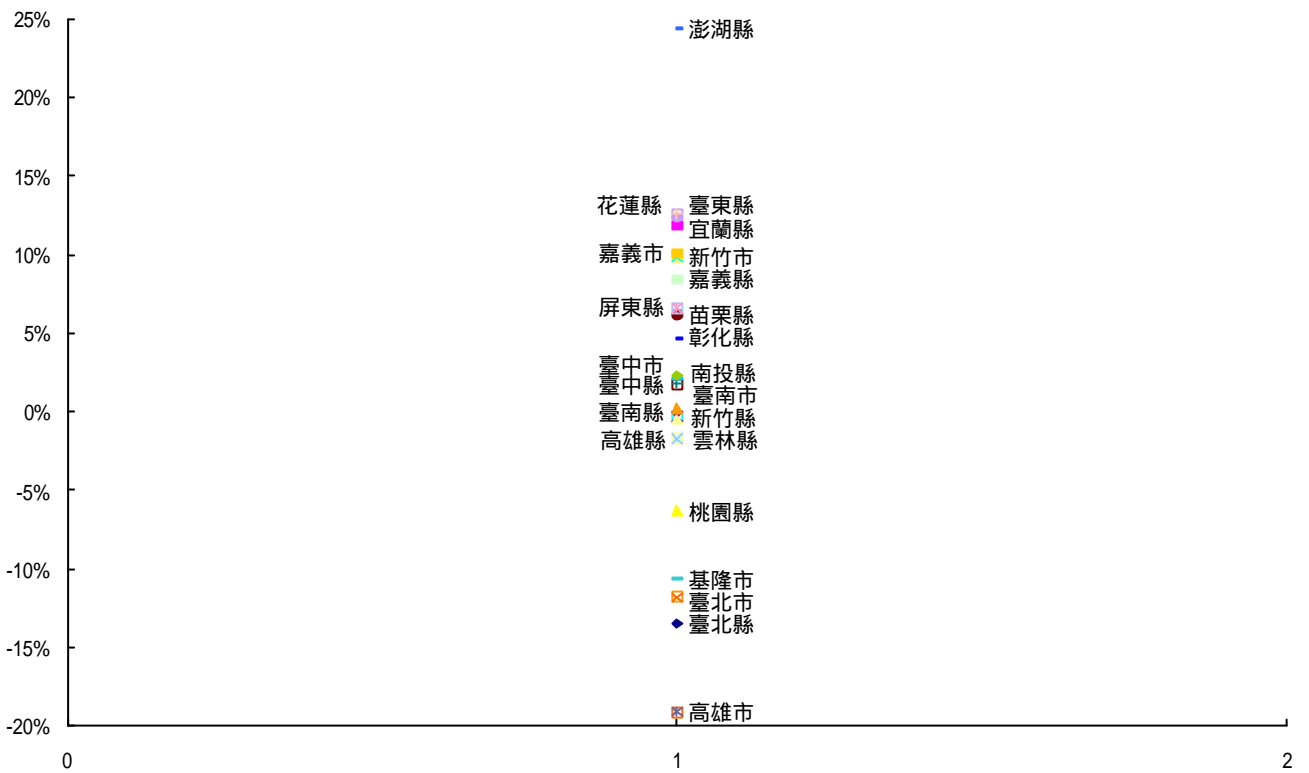 25%
澎湖縣
20%
15%
花蓮縣 臺東縣
宜蘭縣
嘉義市 新竹市
10%
嘉義縣
屏東縣 苗栗縣
5%
彰化縣
臺中市 南投縣
臺中縣 臺南市
0%
臺南縣 新竹縣
高雄縣 雲林縣
-5%
桃園縣
-10%
基隆市
臺北市
臺北縣
-15%
高雄市
-20%
0 1 2